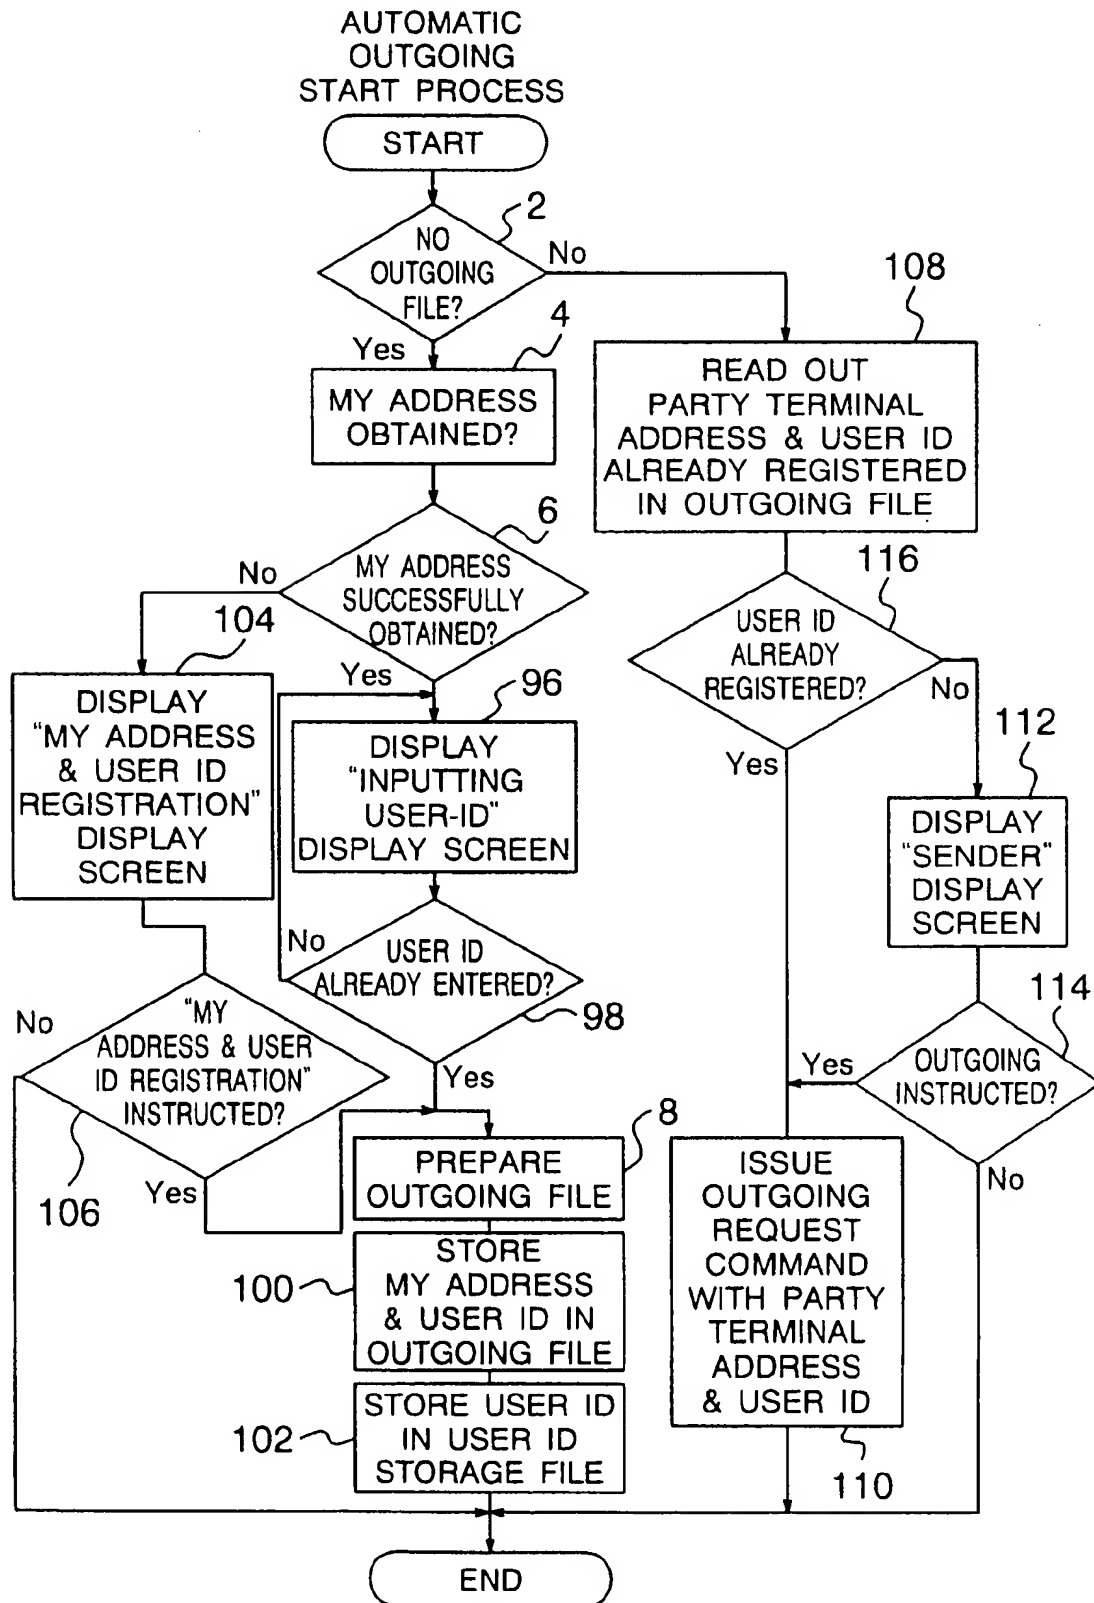 AUTOMATIC
OUTGOING
START PROCESS
START
2
NO
OUTGOING
FILE?
No
Yes
4
MY ADDRESS
OBTAINED?
108
READ OUT
PARTY TERMINAL
ADDRESS & USER ID
ALREADY REGISTERED
IN OUTGOING FILE
6
MY ADDRESS
SUCCESSFULLY
OBTAINED?
No
Yes
116
USER ID
ALREADY
REGISTERED?
No
Yes
104
DISPLAY
"MY ADDRESS
& USER ID
REGISTRATION"
DISPLAY
SCREEN
96
DISPLAY
"INPUTTING
USER-ID"
DISPLAY SCREEN
112
DISPLAY
"SENDER"
DISPLAY
SCREEN
No
USER ID
ALREADY ENTERED?
98
Yes
No
"MY
ADDRESS & USER
ID REGISTRATION"
INSTRUCTED?
106
Yes
114
Yes
OUTGOING
INSTRUCTED?
No
8
PREPARE
OUTGOING FILE
100
STORE
MY ADDRESS
& USER ID IN
OUTGOING FILE
102
STORE USER ID
IN USER ID
STORAGE FILE
ISSUE
OUTGOING
REQUEST
COMMAND
WITH PARTY
TERMINAL
ADDRESS
& USER ID
110
END